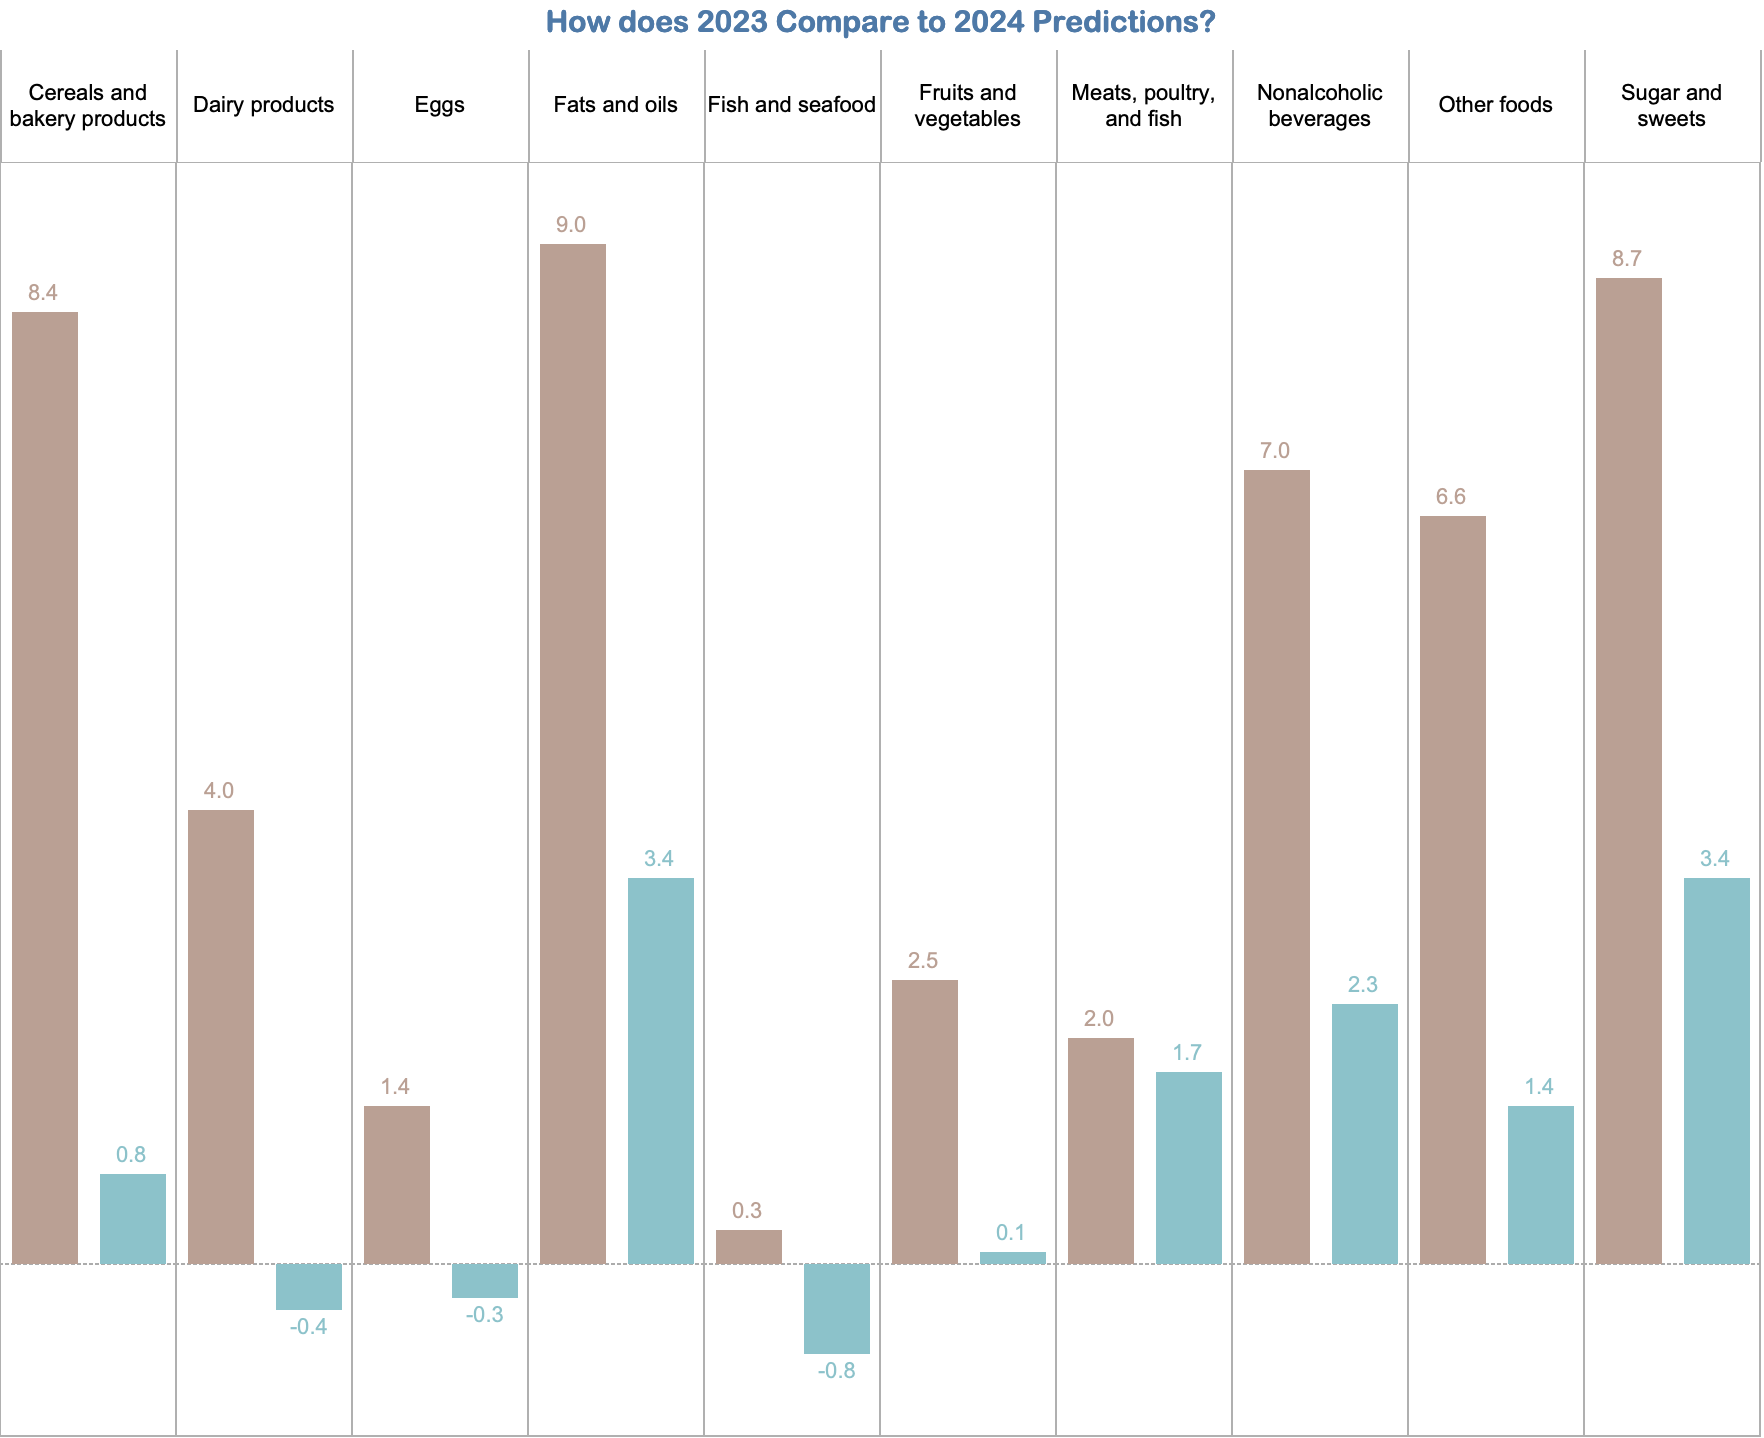 How does 2023 Compare to 2024 Predictions?
Cereals and
bakery products
Dairy products
Eggs
Fats and oils
Fish and seafood
Fruits and
vegetables
Meats, poultry,
and fish
Nonalcoholic
beverages
Other foods
Sugar and
sweets
8.4
0.8
4.0
-0.4
1.4
-0.3
9.0
3.4
0.3
-0.8
2.5
0.1
2.0
1.7
7.0
2.3
6.6
1.4
8.7
3.4